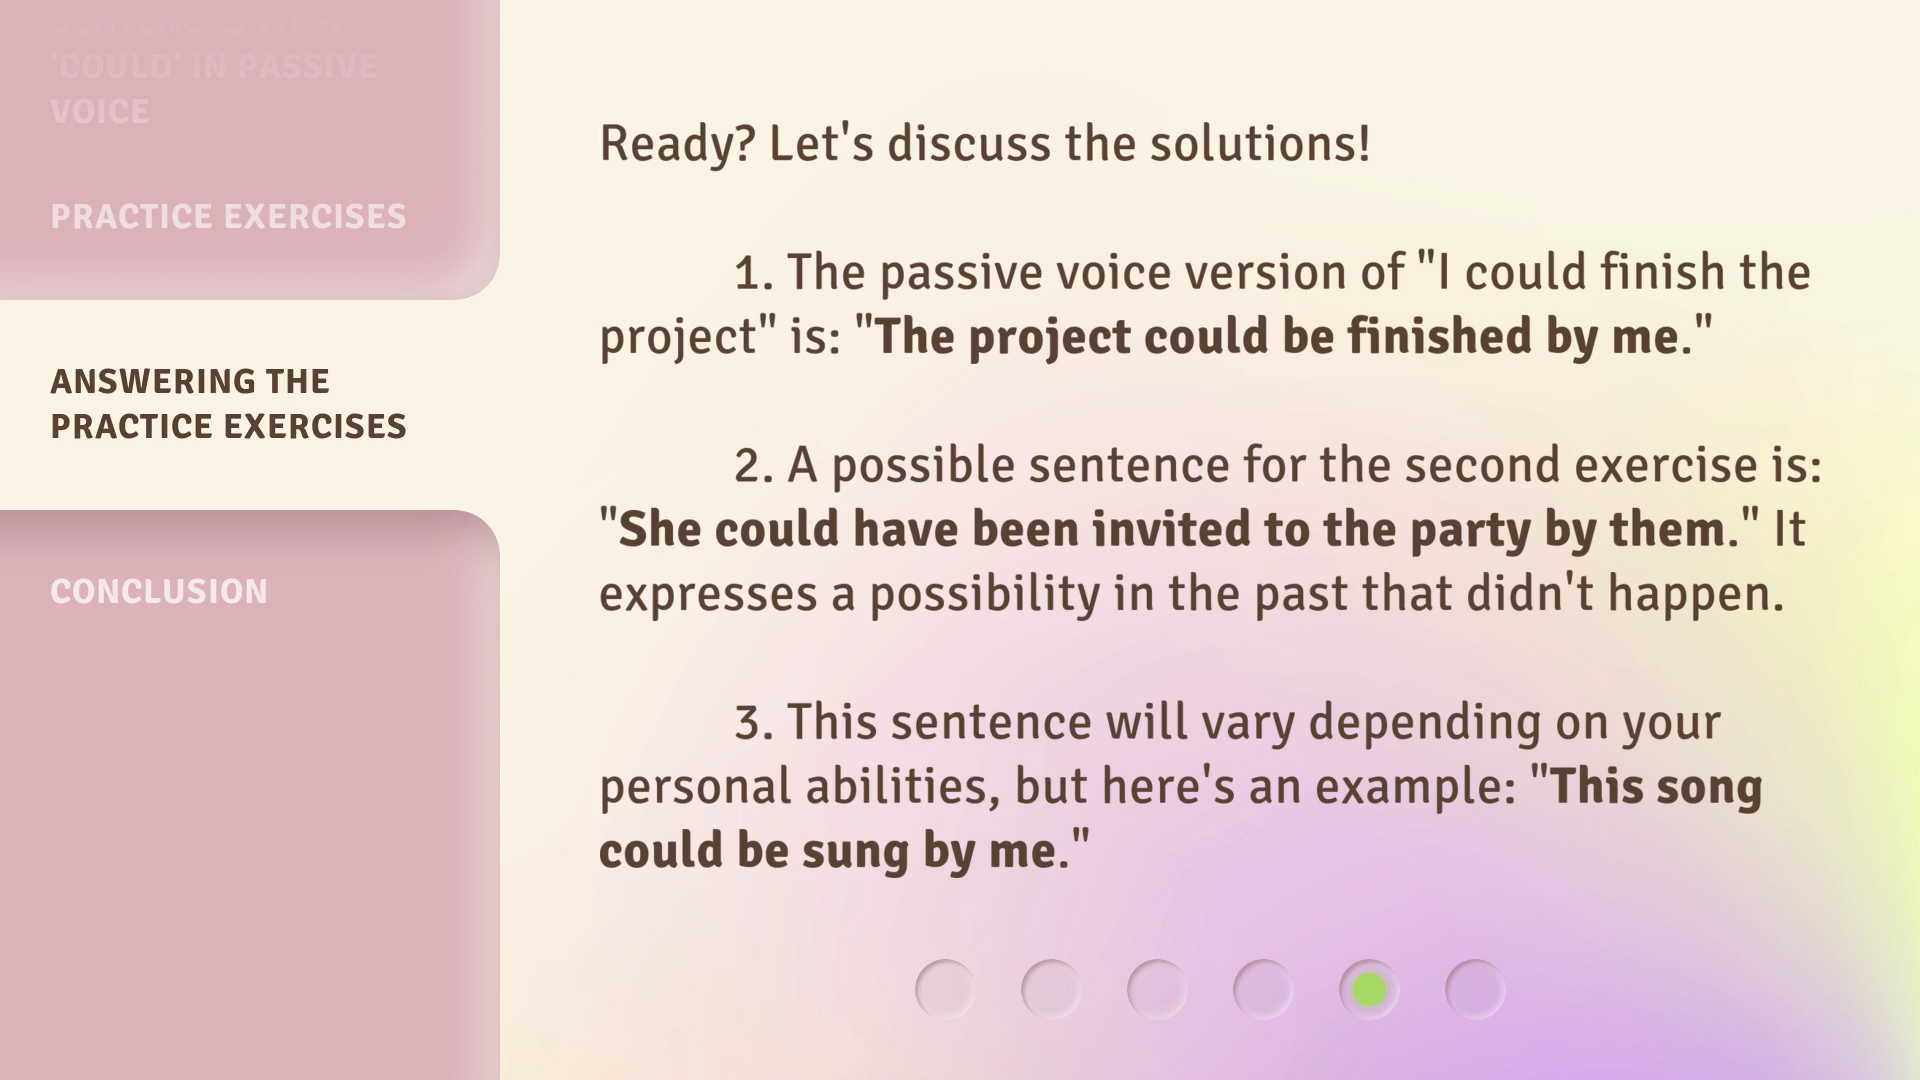 SENTENCES WITH
'COULD' IN PASSIVE
VOICE
PRACTICE EXERCISES
ANSWERING THE
PRACTICE EXERCISES
CONCLUSION
Ready? Let's discuss the solutions!
1. The passive voice version of "I could finish the
project" is: "The project could be finished by me."
2. A possible sentence for the second exercise is:
"She could have been invited to the party by them." It
expresses a possibility in the past that didn't happen.
3. This sentence will vary depending on your
personal abilities, but here's an example: "This song
could be sung by me."